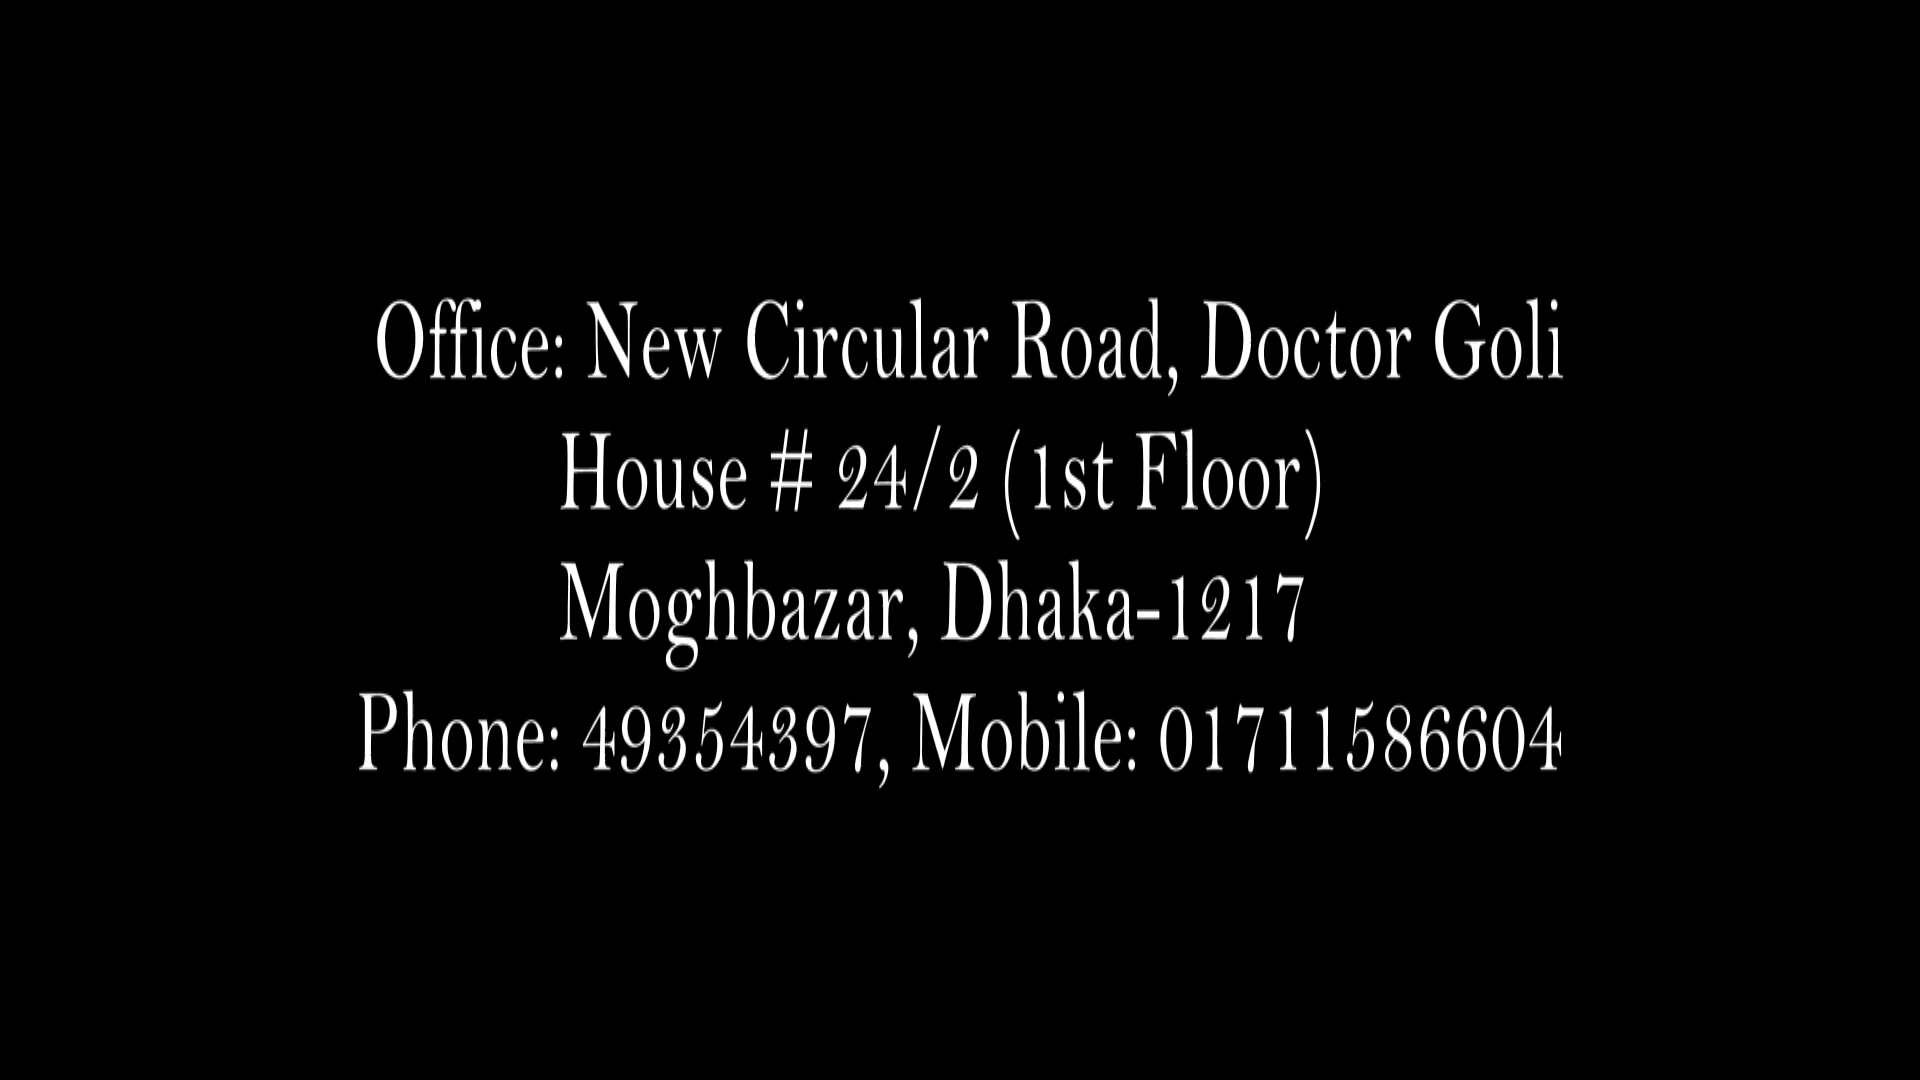 Office: New Circular Road, Doctor Goli
House # 24/2 (1st Floor)
Moghbazar, Dhaka-1217
Phone: 49354397, Mobile: 01711586604